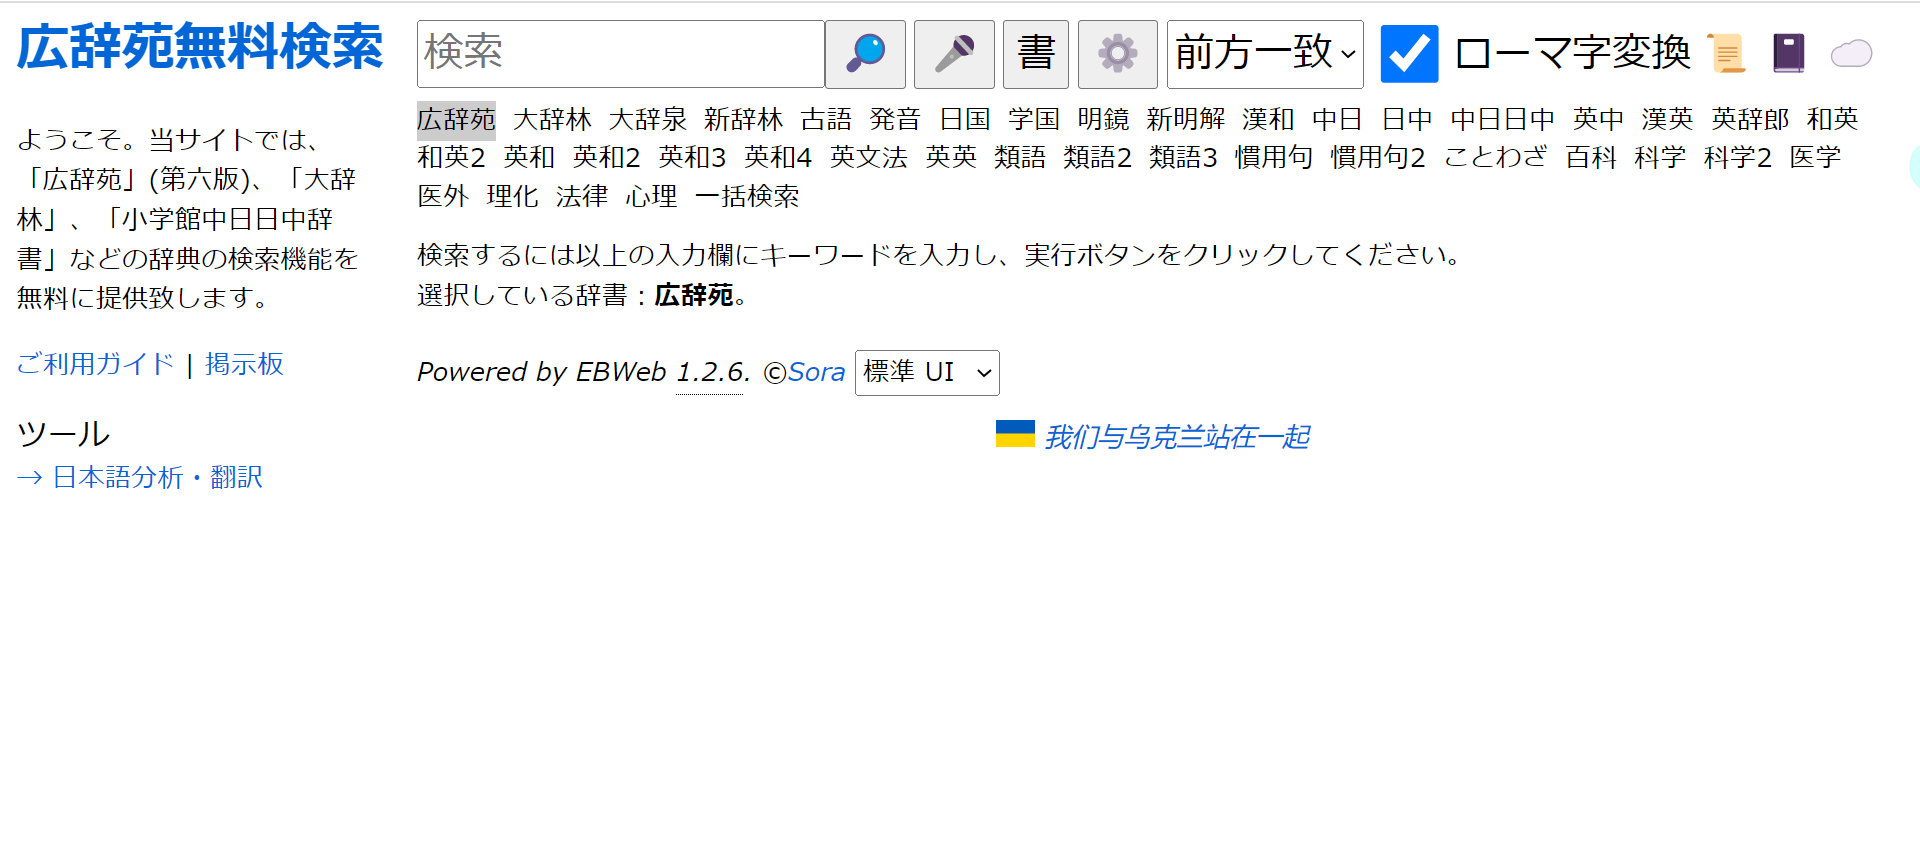 広辞苑無料検索
検索
書
前方一致
ローマ字変換
広辞苑 大辞林 大辞泉 新辞林 古語 発音 日国 学国 明鏡 新明解 漢和 中日 日中 中日日中 英中 漢英 英辞郎 和英
和英2 英和 英和2 英和3 英和4 英文法 英英 類語 類語2 類語3 慣用句 慣用句2 ことわざ 百科 科学 科学2 医学
医外 理化 法律 心理 一括検索
ようこそ。当サイトでは、
「広辞苑」(第六版)、「大辞
林」、「小学館中日日中辞
書」などの辞典の検索機能を
無料に提供致します。
ご利用ガイド | 掲示板
ツール
→ 日本語分析・翻訳
検索するには以上の入力欄にキーワードを入力し、実行ボタンをクリックしてください。
選択している辞書：広辞苑。
Powered by EBWeb 1.2.6. ©Sora 標準 UI
我们与乌克兰站在一起